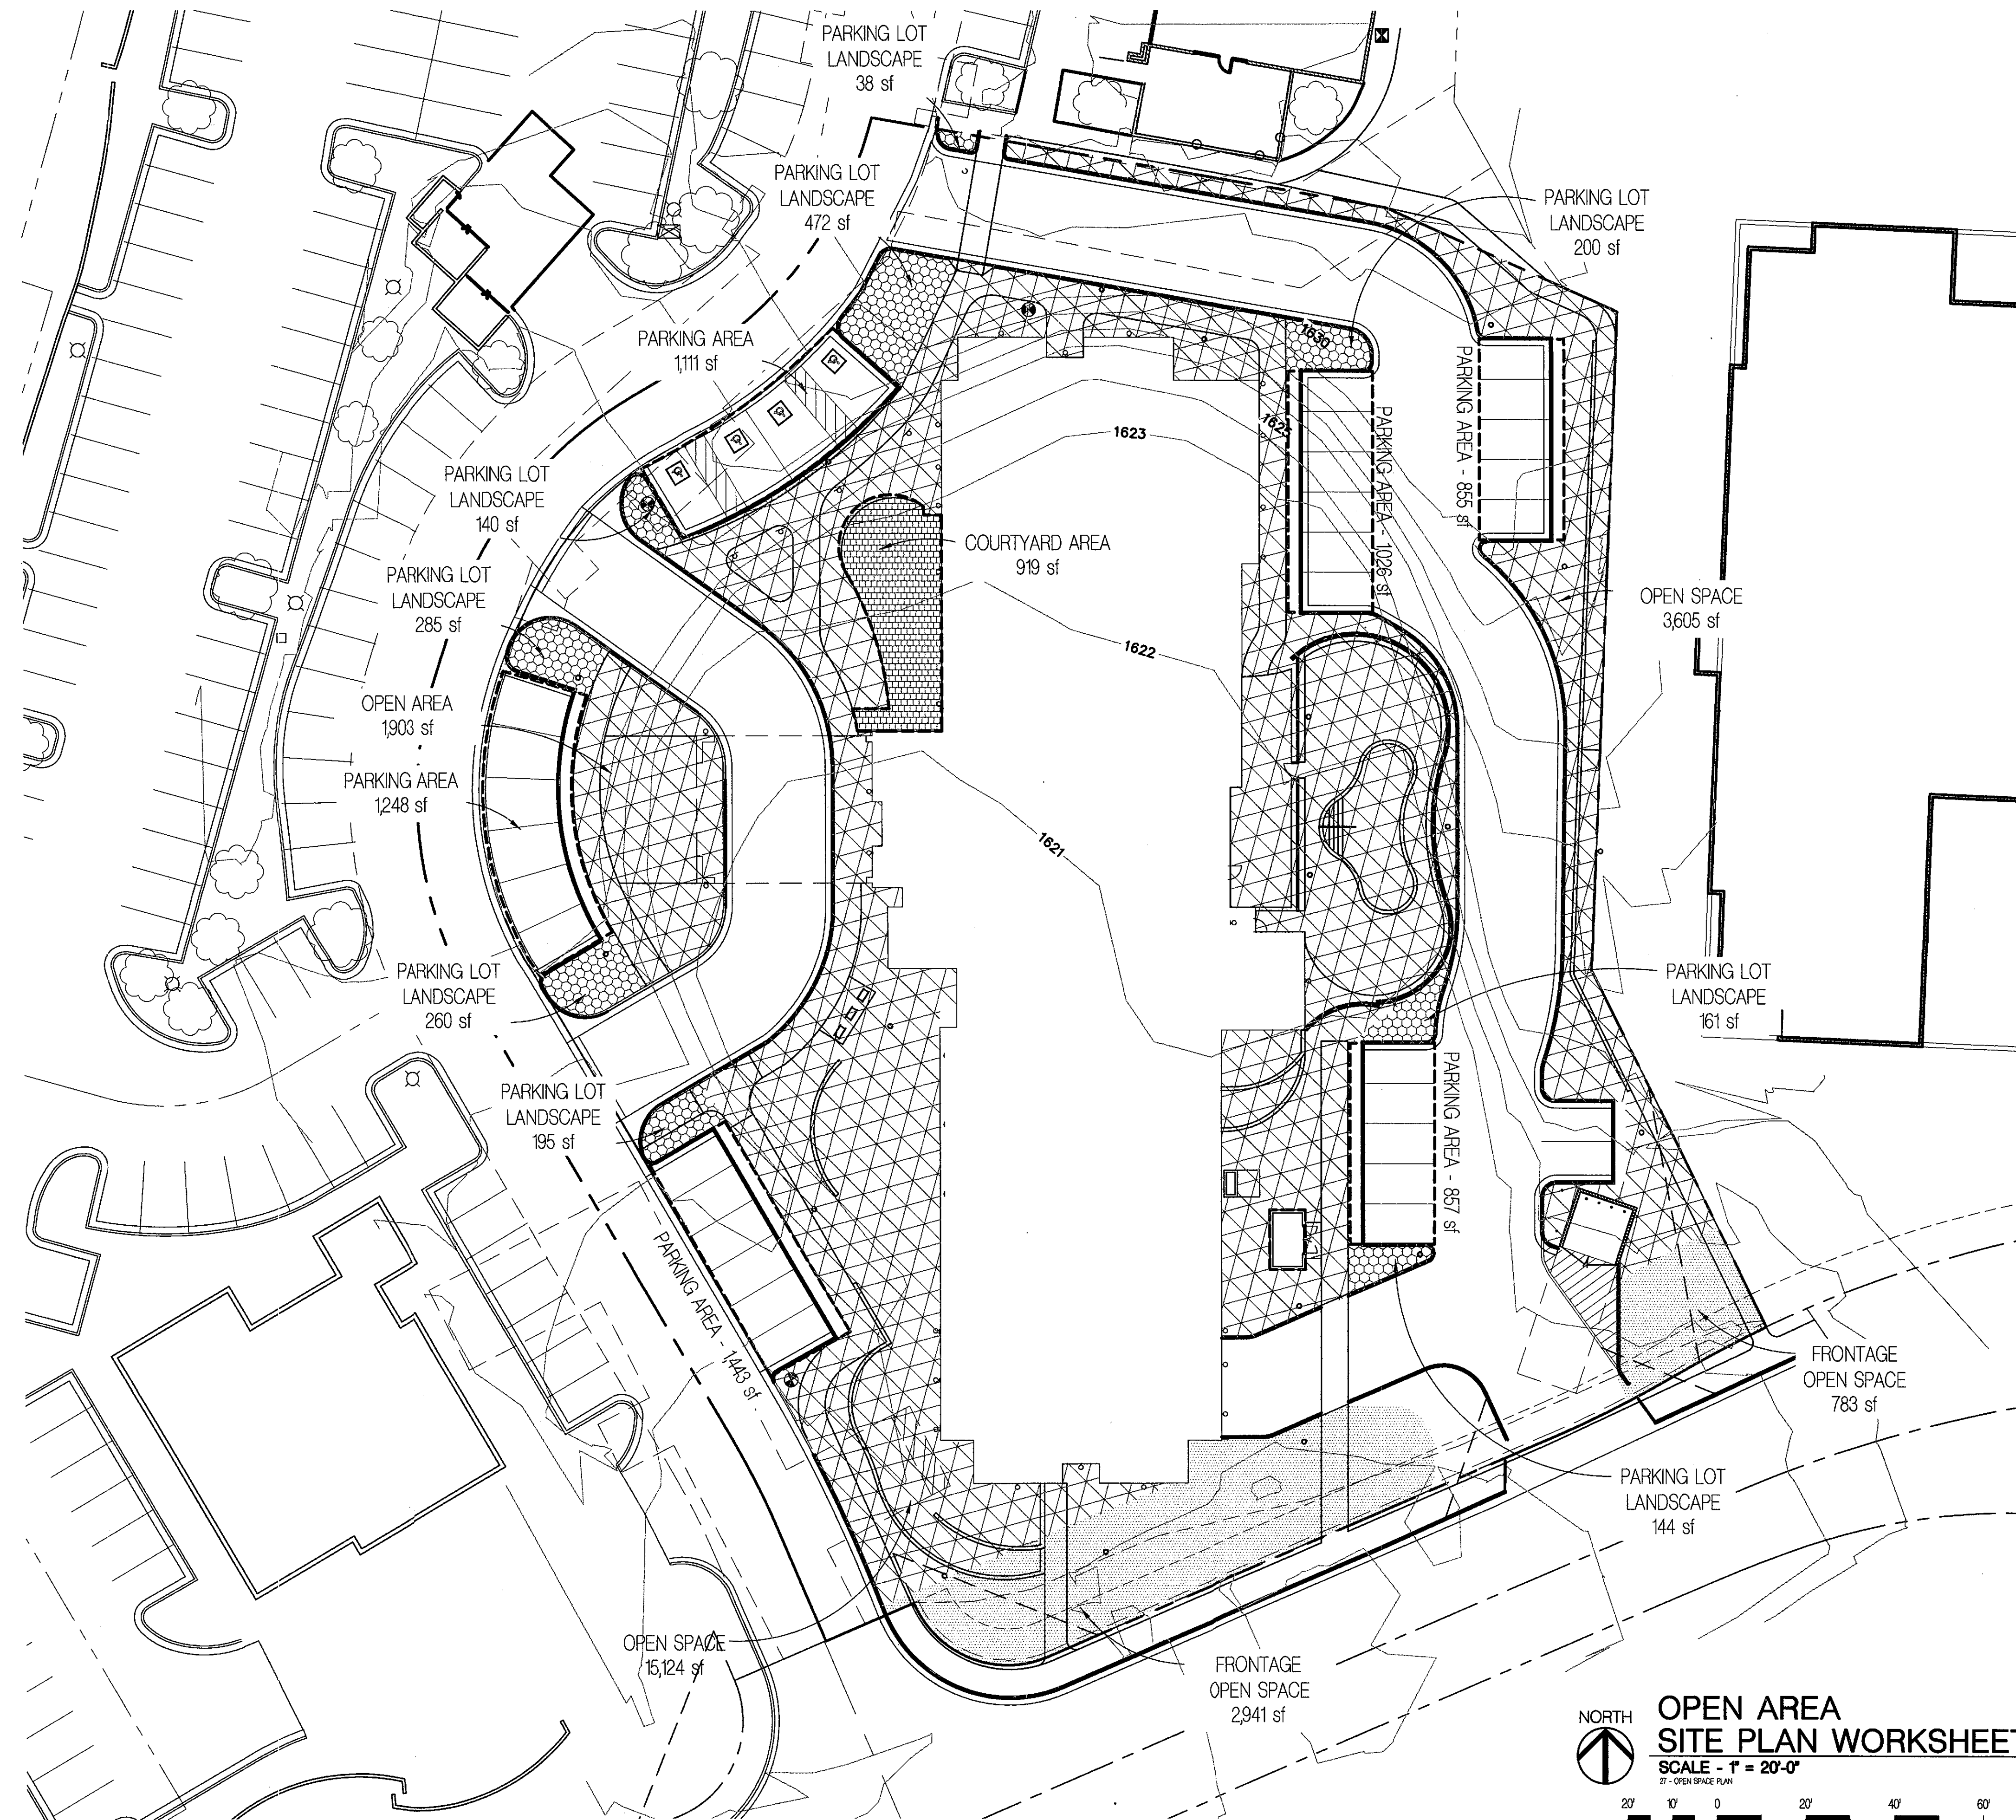 PARKING LOT
LANDSCAPE
38 sf
PARKING LOT
LANDSCAPE
472 sf
PARKING LOT
LANDSCAPE
200 sf
PARKING AREA
1,111 sf
1630
PARKING AREA - 855 sf
PARKING AREA - 1026 sf
1625
1623
PARKING LOT
LANDSCAPE
140 sf
COURTYARD AREA
919 sf
PARKING LOT
LANDSCAPE
285 sf
OPEN SPACE
3,605 sf
1622
OPEN AREA
1,903 sf
PARKING AREA
1,248 sf
1621
PARKING LOT
LANDSCAPE
260 sf
PARKING LOT
LANDSCAPE
161 sf
PARKING LOT
LANDSCAPE
195 sf
PARKING AREA - 857 sf
PARKING AREA - 1,443 sf
FRONTAGE
OPEN SPACE
783 sf
PARKING LOT
LANDSCAPE
144 sf
OPEN SPACE
15,124 sf
FRONTAGE
OPEN SPACE
2,941 sf
NORTH
OPEN AREA
SITE PLAN WORKSHEET
SCALE - 1" = 20'-0"
27 - OPEN SPACE PLAN
20' 10' 0 20' 40' 60'